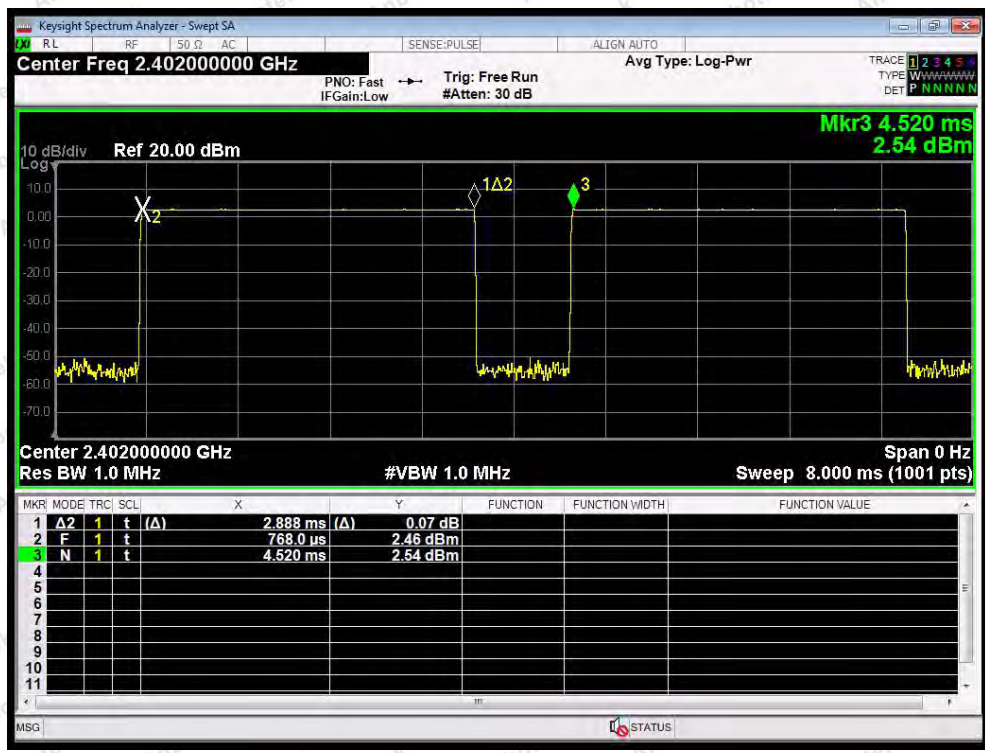 Keysight Spectrum Analyzer - Swept SA
LXI RL RF 50 Ω AC SENSE:PULSE ALIGN AUTO
Center Freq 2.402000000 GHz Avg Type: Log-Pwr TRACE 1 2 3 4 5 6
PNO: Fast Trig: Free Run TYPE WWWWWW
IFGain:Low #Atten: 30 dB DET P N N N N N
Mkr3 4.520 ms
10 dB/div Ref 20.00 dBm 2.54 dBm
Log
10.0 1Δ2 3
0.00 2
-10.0
-20.0
-30.0
-40.0
-50.0
-60.0
-70.0
Center 2.402000000 GHz Span 0 Hz
Res BW 1.0 MHz #VBW 1.0 MHz Sweep 8.000 ms (1001 pts)
MKR MODE TRC SCL X Y FUNCTION FUNCTION WIDTH FUNCTION VALUE
1 Δ2 1 t (Δ) 2.888 ms (Δ) 0.07 dB
2 F 1 t 768.0 µs 2.46 dBm
3 N 1 t 4.520 ms 2.54 dBm
4
5
6
7
8
9
10
11
MSG STATUS